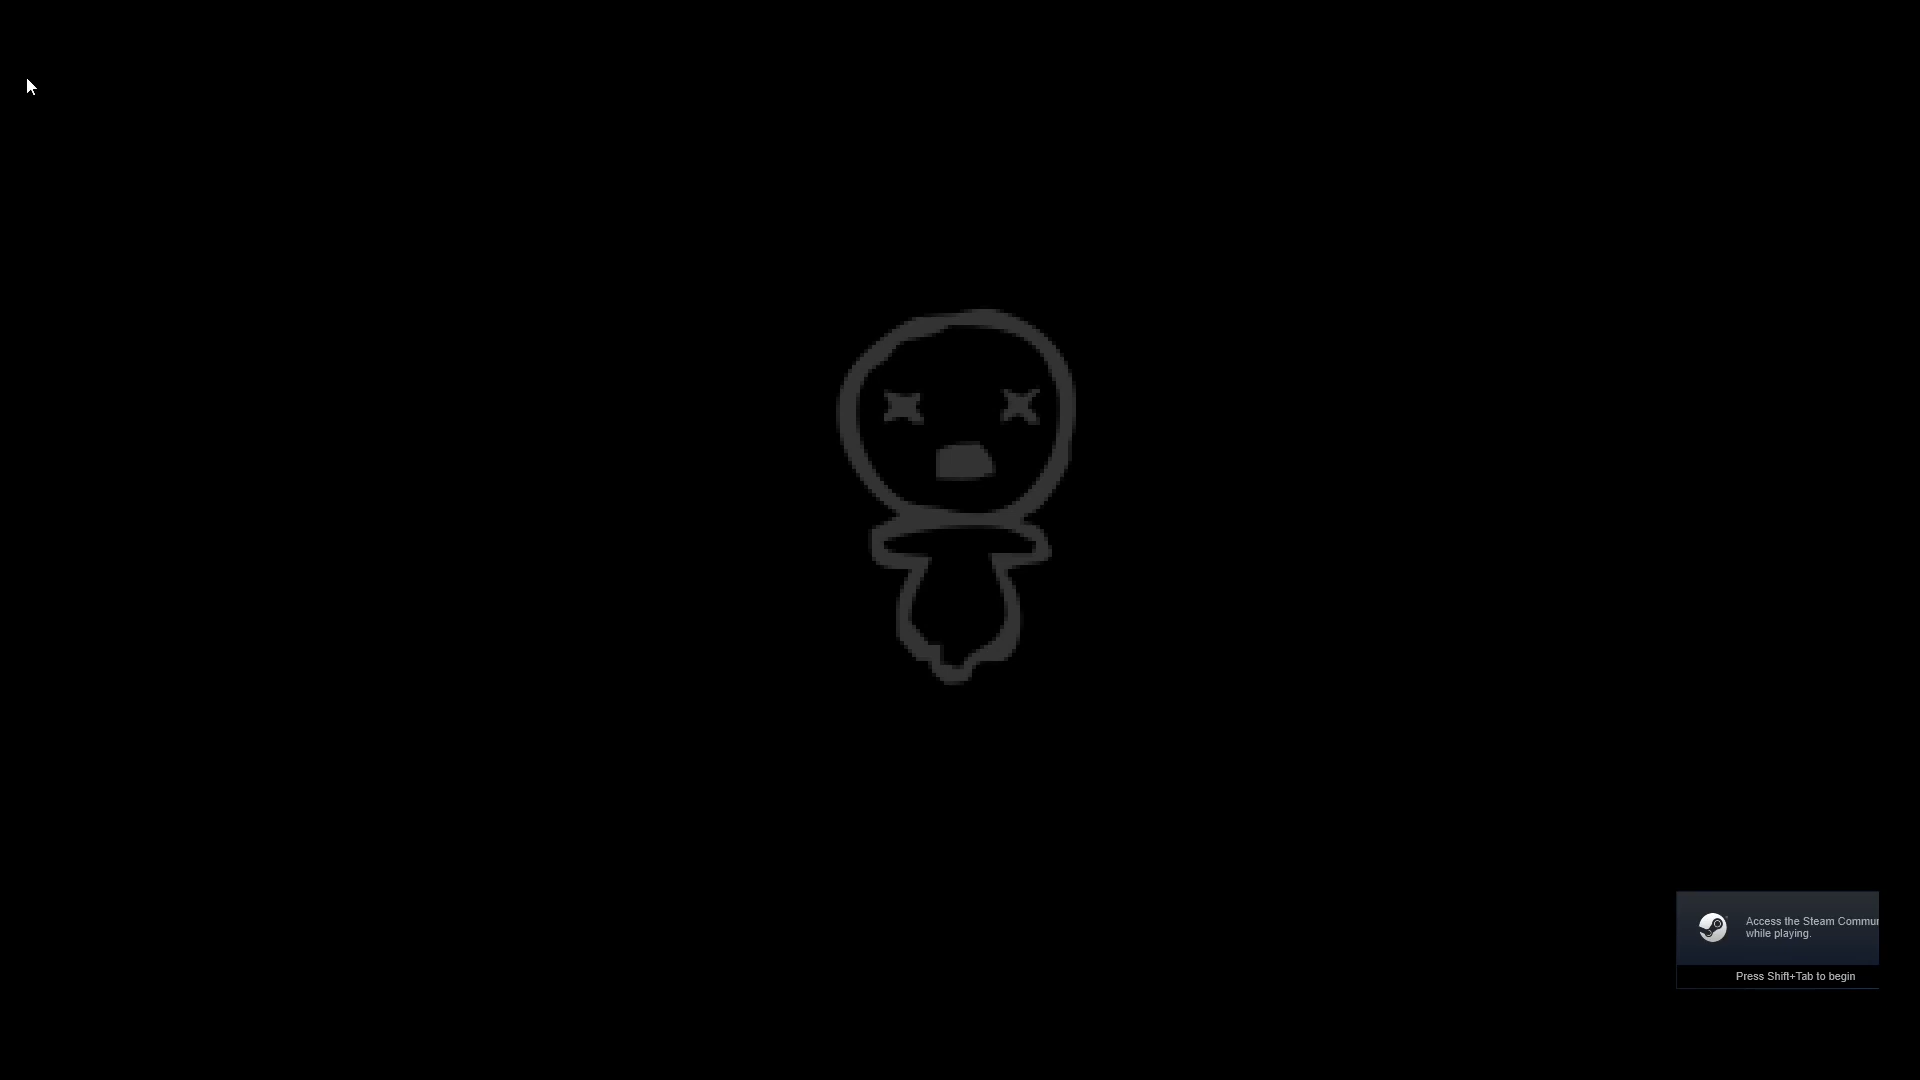 Access the Steam Commu
while playing.
Press Shift+Tab to begin